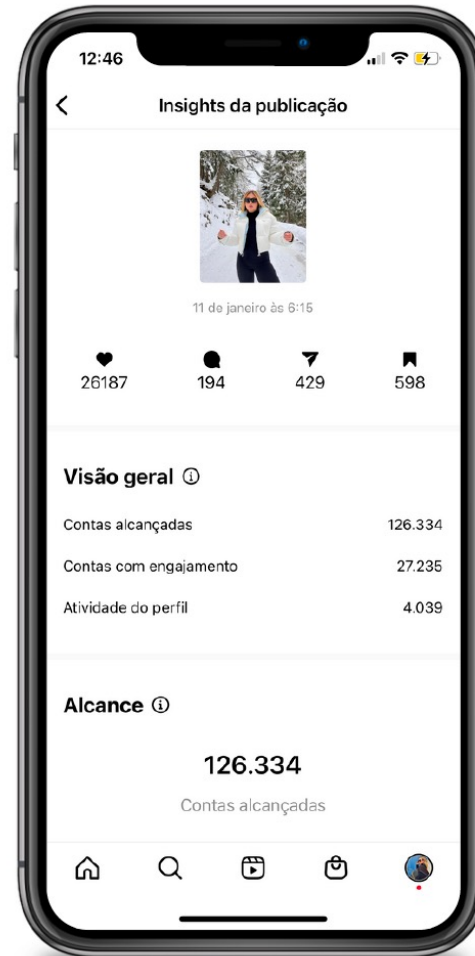 12:46
Insights da publicação
11 de janeiro às 6:15
26187 194 429 598
Visão geral
Contas alcançadas 126.334
Contas com engajamento 27.235
Atividade do perfil 4.039
Alcance
126.334
Contas alcançadas